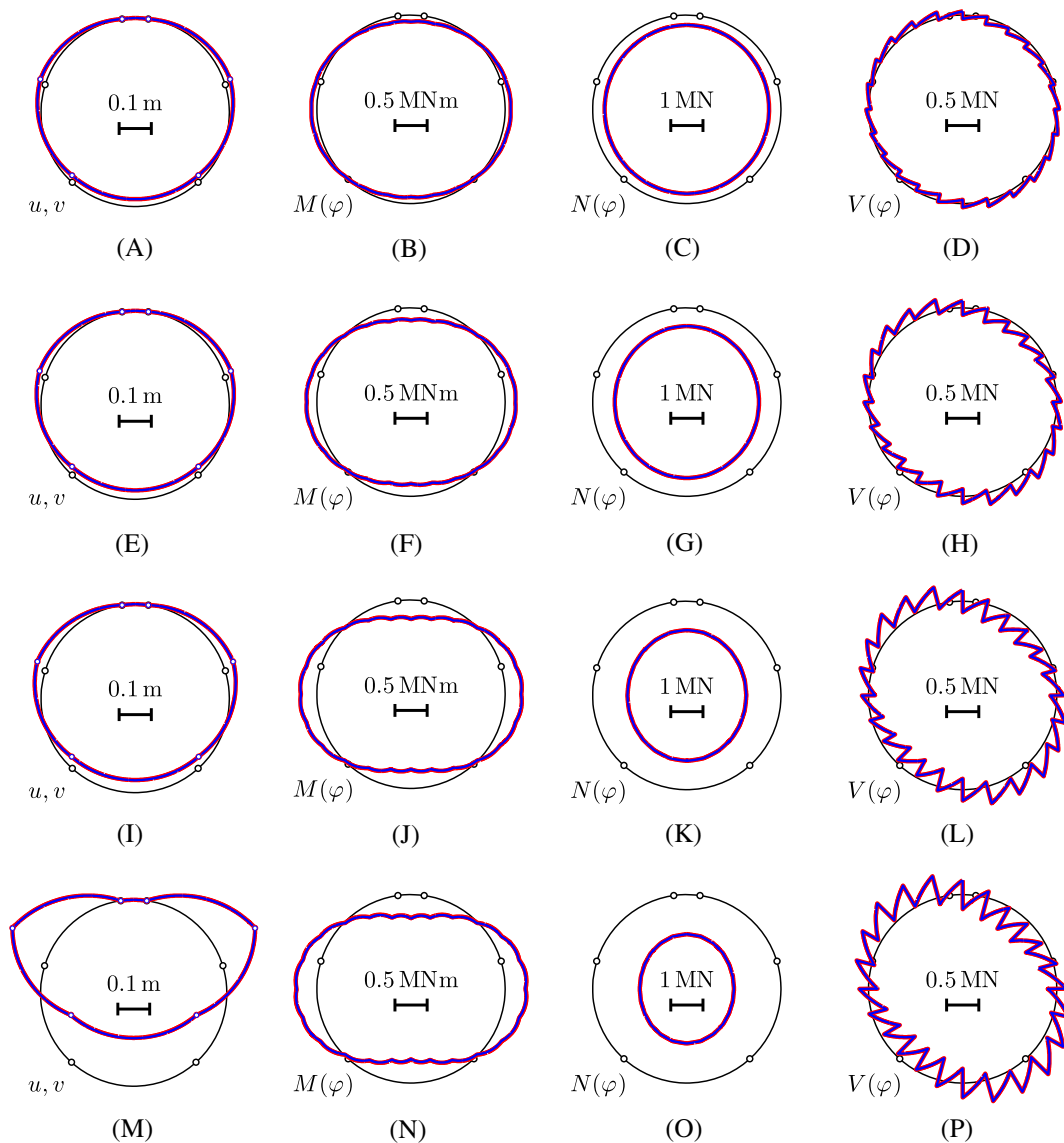 0.1 m
0.5 MNm
1 MN
0.5 MN
u, v
M(φ)
N(φ)
V(φ)
(A)
(B)
(C)
(D)
0.1 m
0.5 MNm
1 MN
0.5 MN
u, v
M(φ)
N(φ)
V(φ)
(E)
(F)
(G)
(H)
0.1 m
0.5 MNm
1 MN
0.5 MN
u, v
M(φ)
N(φ)
V(φ)
(I)
(J)
(K)
(L)
0.1 m
0.5 MNm
1 MN
0.5 MN
u, v
M(φ)
N(φ)
V(φ)
(M)
(N)
(O)
(P)